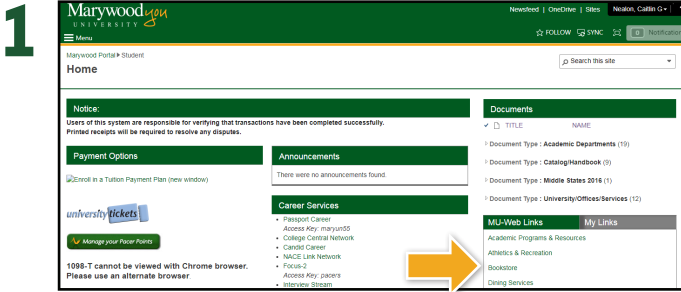 1
Marywood you
UNIVERSITY
Newsfeed | OneDrive | Sites
Nealon, Caitlin G
Menu
FOLLOW
SYNC
0
Notification
Marywood Portal Student
Home
Search this site
Notice:
Users of this system are responsible for verifying that transactions have been completed successfully.
Printed receipts will be required to resolve any disputes.
Payment Options
Enroll in a Tuition Payment Plan (new window)
university tickets
Manage your Pacer Points
1098-T cannot be viewed with Chrome browser.
Please use an alternate browser.
Announcements
There were no announcements found.
Career Services
• Passport Career
Access Key: maryun55
• College Central Network
• Candid Career
• NACE Link Network
• Focus-2
Access Key: pacers
• Interview Stream
Documents
TITLE NAME
Document Type : Academic Departments (19)
Document Type : Catalog/Handbook (9)
Document Type : Middle States 2016 (1)
Document Type : University/Offices/Services (12)
MU-Web Links
My Links
Academic Programs & Resources
Athletics & Recreation
Bookstore
Dining Services